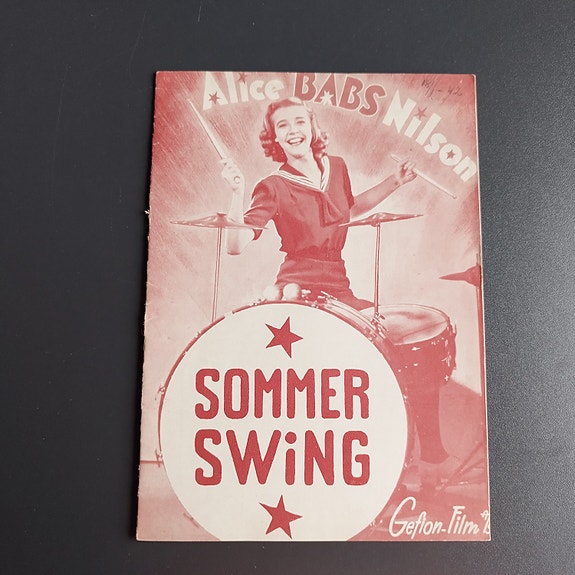 Alice BABS Nilson
SOMMER
SWiNG
Gefion-Film A/S